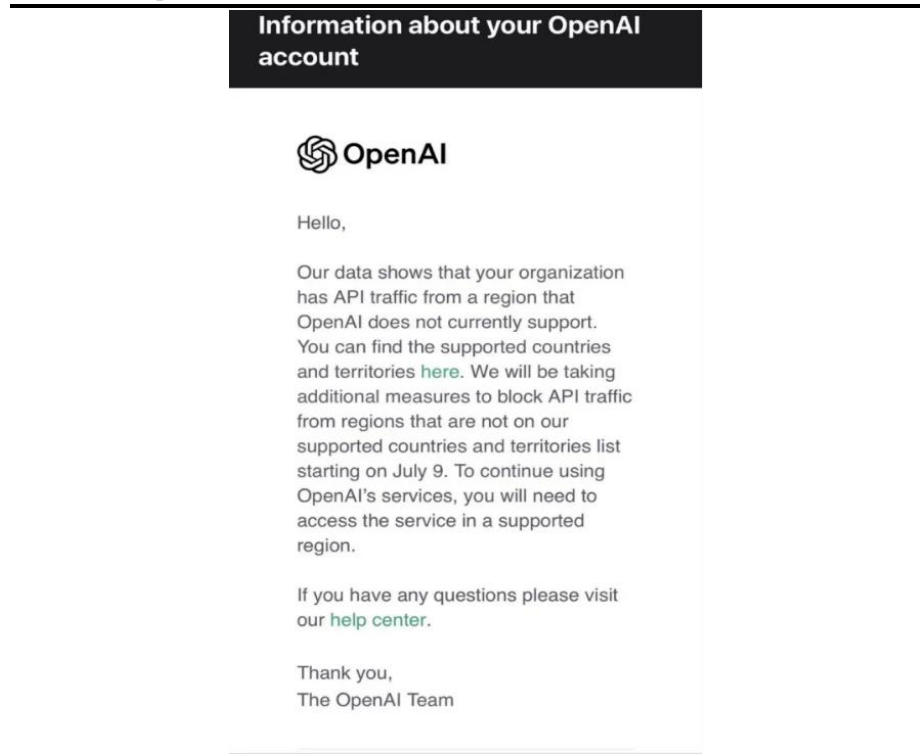 Information about your OpenAI
account
OpenAI
Hello,
Our data shows that your organization
has API traffic from a region that
OpenAI does not currently support.
You can find the supported countries
and territories here. We will be taking
additional measures to block API traffic
from regions that are not on our
supported countries and territories list
starting on July 9. To continue using
OpenAI's services, you will need to
access the service in a supported
region.
If you have any questions please visit
our help center.
Thank you,
The OpenAI Team